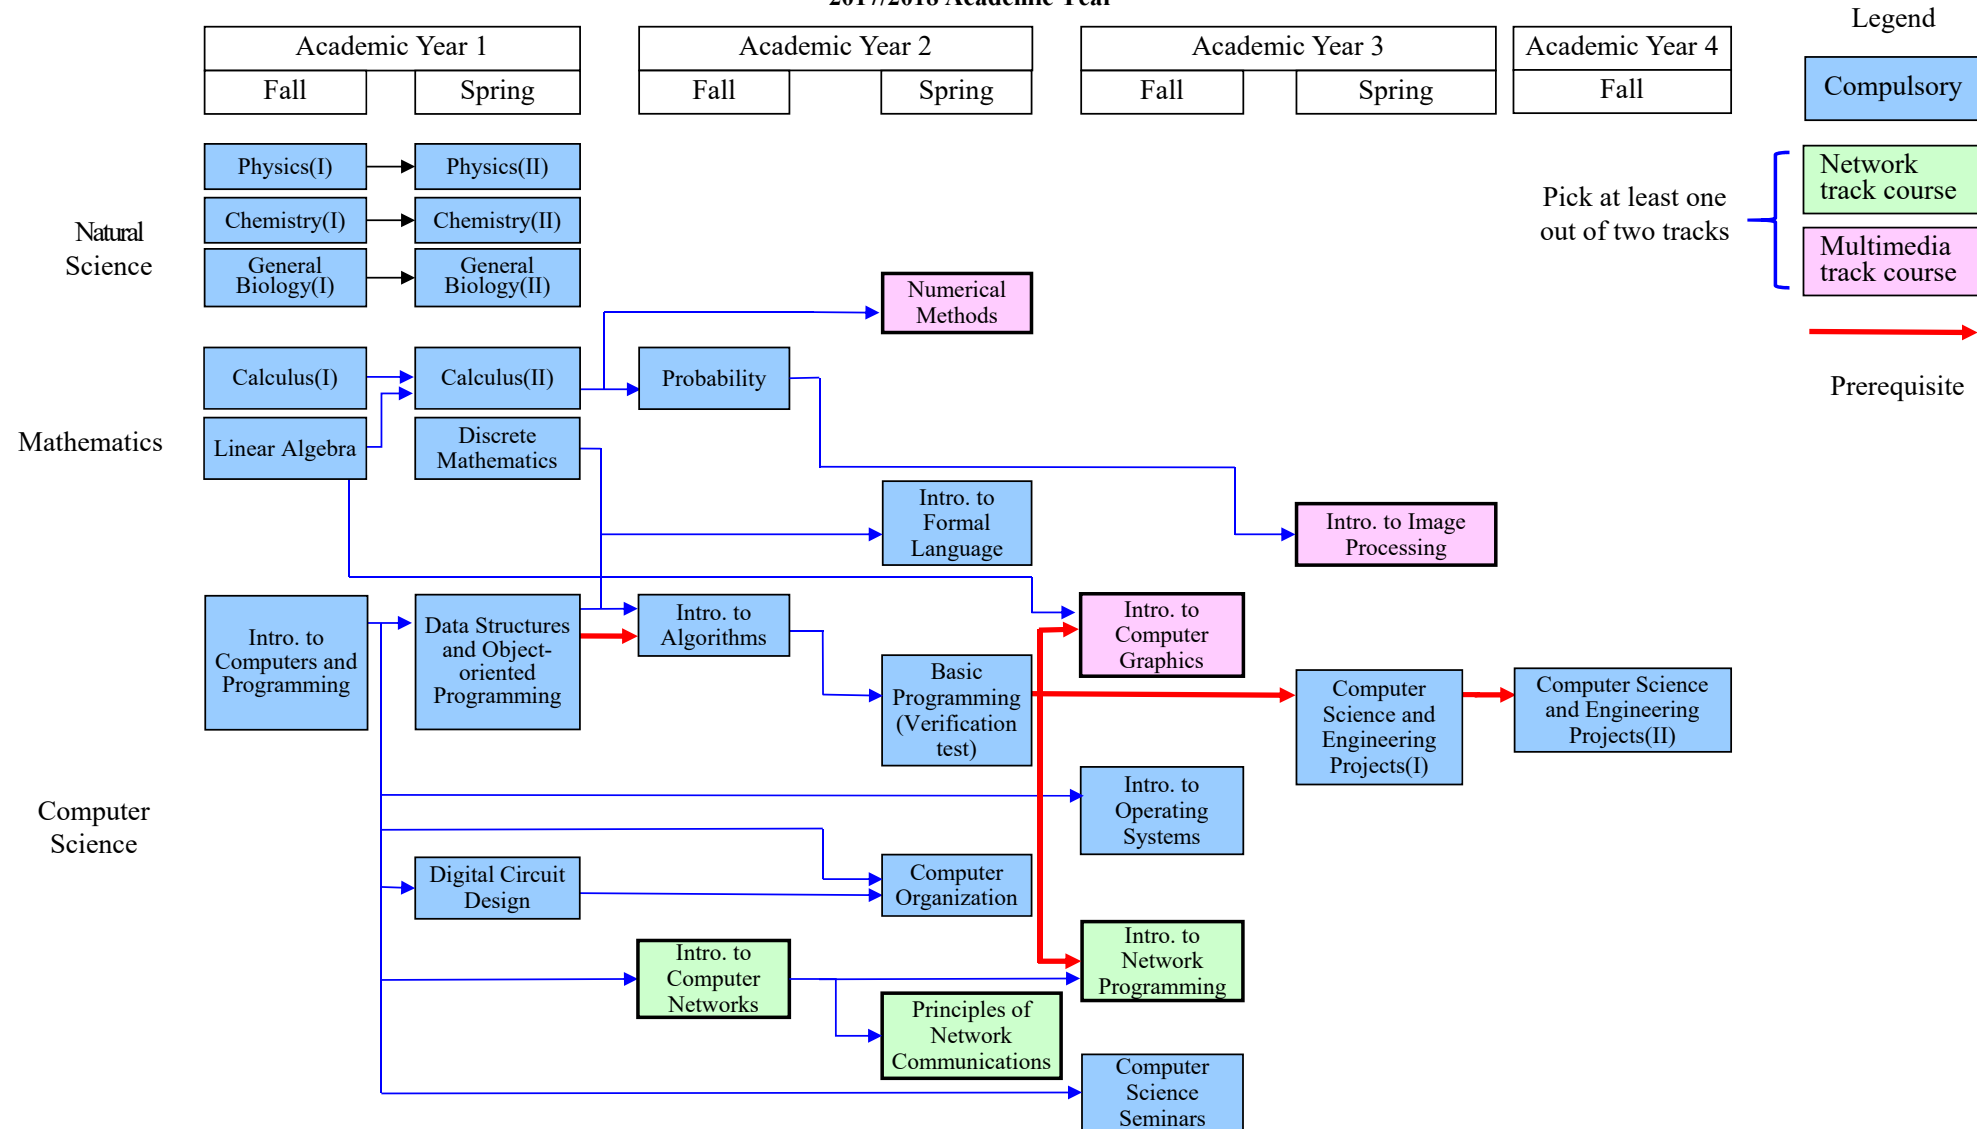 2017/2018 Academic Year
Legend
Academic Year 1
Academic Year 2
Academic Year 3
Academic Year 4
Fall
Spring
Fall
Spring
Fall
Spring
Fall
Compulsory
Network
track course
Multimedia
track course
Pick at least one
out of two tracks
Prerequisite
Natural
Science
Physics(I)
Physics(II)
Chemistry(I)
Chemistry(II)
General
Biology(I)
General
Biology(II)
Numerical
Methods
Mathematics
Calculus(I)
Calculus(II)
Probability
Linear Algebra
Discrete
Mathematics
Intro. to
Formal
Language
Intro. to Image
Processing
Computer
Science
Intro. to
Computers and
Programming
Data Structures
and Object-
oriented
Programming
Intro. to
Algorithms
Basic
Programming
(Verification
test)
Intro. to
Computer
Graphics
Computer
Science and
Engineering
Projects(I)
Computer Science
and Engineering
Projects(II)
Intro. to
Operating
Systems
Digital Circuit
Design
Computer
Organization
Intro. to
Computer
Networks
Principles of
Network
Communications
Intro. to
Network
Programming
Computer
Science
Seminars